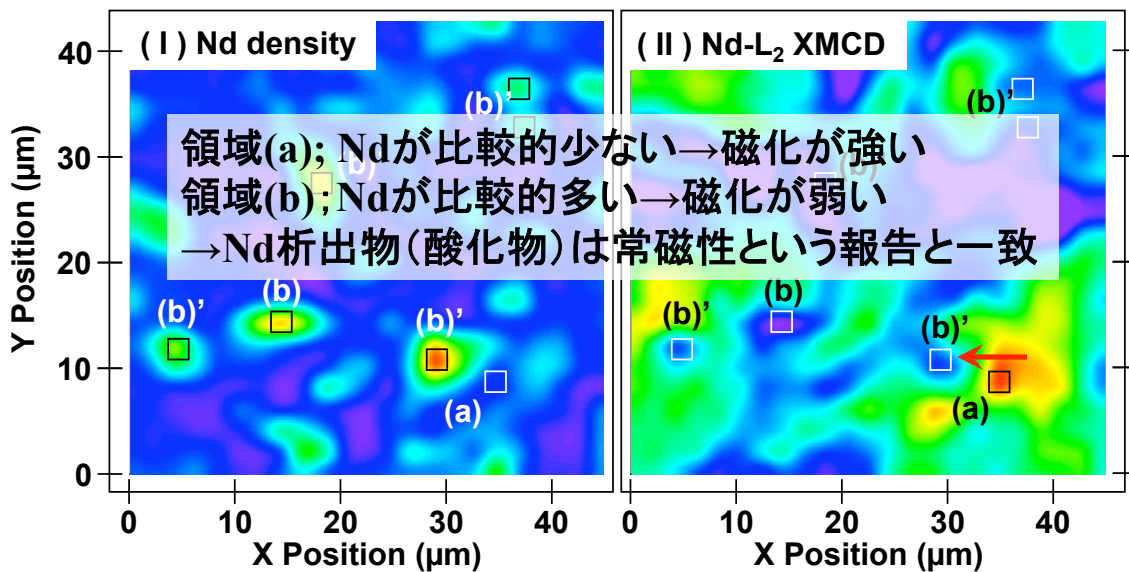 ( I ) Nd density
( II ) Nd-L₂ XMCD
40
30
20
10
0
Y Position (µm)
(b)’
(b)’
領域(a); Ndが比較的少ない→磁化が強い
(b)
(b)
領域(b);Ndが比較的多い→磁化が弱い
→Nd析出物(酸化物)は常磁性という報告と一致
(b)’
(b)
(b)’
(a)
(b)’
(b)
(b)’
(a)
0
10
20
30
40
0
10
20
30
40
X Position (µm)
X Position (µm)